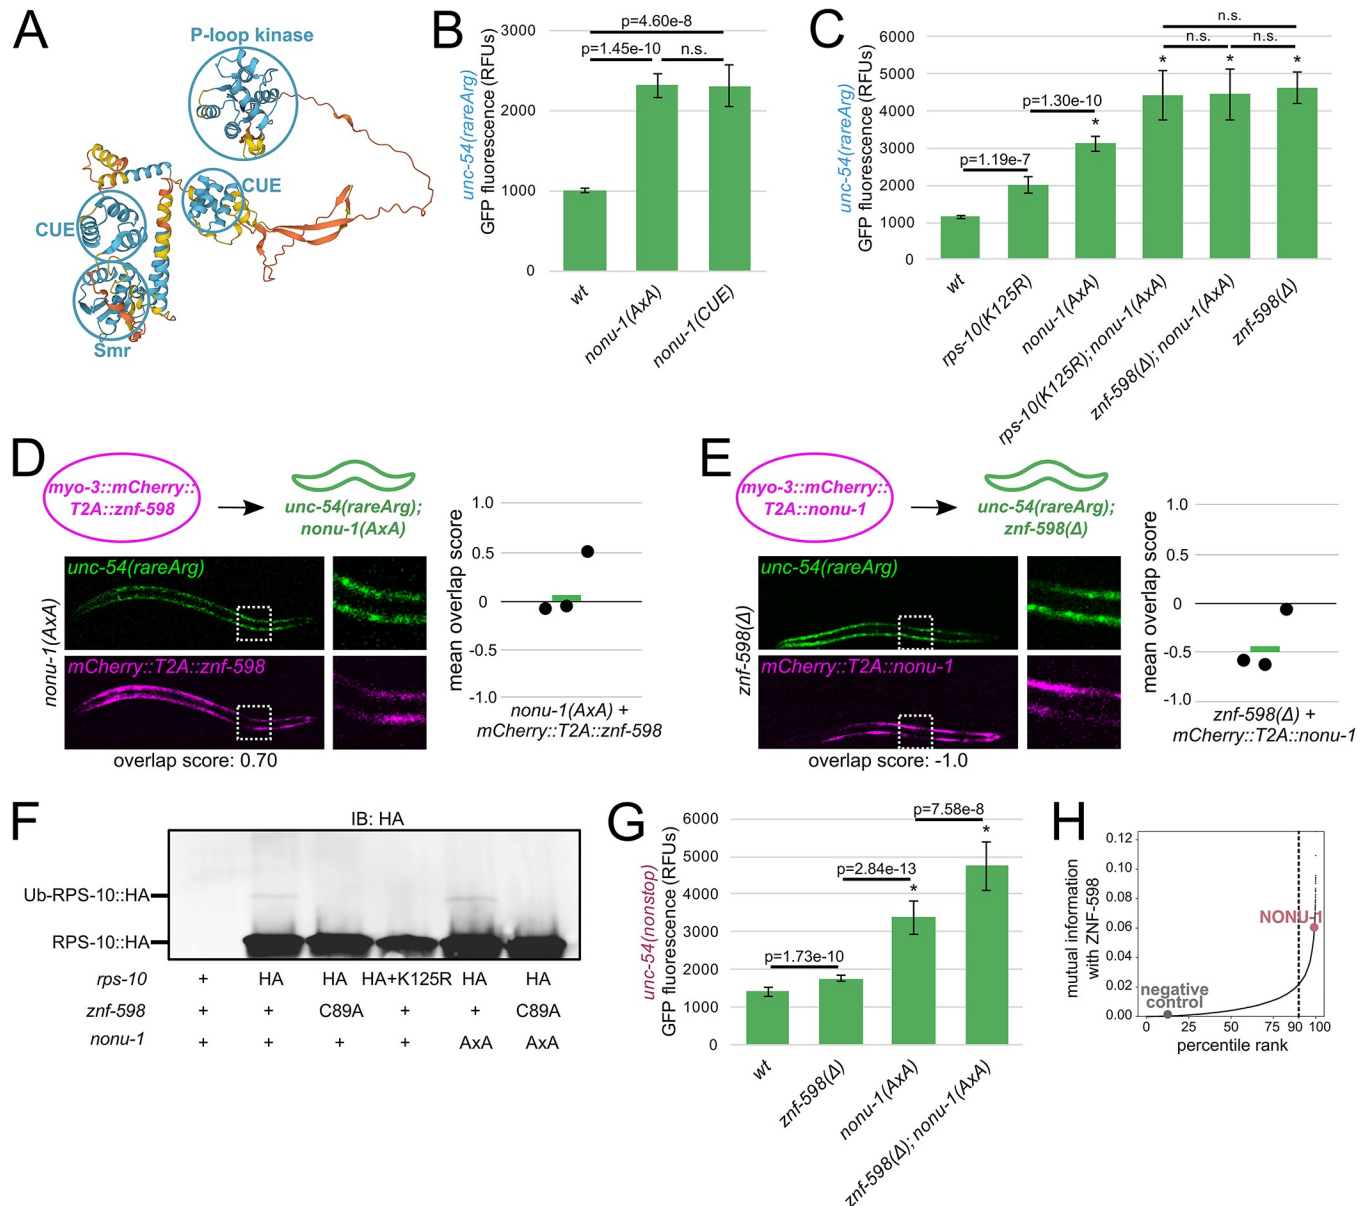 A
P-loop kinase
CUE
CUE
Smr
B
unc-54(rareArg)
GFP fluorescence (RFUs)
3000
2000
1000
0
p=4.60e-8
p=1.45e-10
n.s.
wt
nonu-1(AxA)
nonu-1(CUE)
C
unc-54(rareArg)
GFP fluorescence (RFUs)
6000
5000
4000
3000
2000
1000
0
n.s.
n.s.
n.s.
p=1.30e-10
p=1.19e-7
*
*
*
*
wt
rps-10(K125R)
nonu-1(AxA)
rps-10(K125R); nonu-1(AxA)
znf-598(Δ); nonu-1(AxA)
znf-598(Δ)
D
myo-3::mCherry::
T2A::znf-598
unc-54(rareArg);
nonu-1(AxA)
nonu-1(AxA)
unc-54(rareArg)
mCherry::T2A::znf-598
overlap score: 0.70
mean overlap score
1.0
0.5
0
-0.5
-1.0
nonu-1(AxA) +
mCherry::T2A::znf-598
E
myo-3::mCherry::
T2A::nonu-1
unc-54(rareArg);
znf-598(Δ)
znf-598(Δ)
unc-54(rareArg)
mCherry::T2A::nonu-1
overlap score: -1.0
mean overlap score
1.0
0.5
0
-0.5
-1.0
znf-598(Δ) +
mCherry::T2A::nonu-1
F
IB: HA
Ub-RPS-10::HA
RPS-10::HA
rps-10 + HA HA HA+K125R HA HA
znf-598 + + C89A + + C89A
nonu-1 + + + + AxA AxA
G
unc-54(nonstop)
GFP fluorescence (RFUs)
6000
5000
4000
3000
2000
1000
0
p=7.58e-8
p=2.84e-13
p=1.73e-10
*
*
wt
znf-598(Δ)
nonu-1(AxA)
znf-598(Δ); nonu-1(AxA)
H
mutual information
with ZNF-598
0.12
0.10
0.08
0.06
0.04
0.02
0.00
NONU-1
negative
control
0 25 50 75 90 100
percentile rank